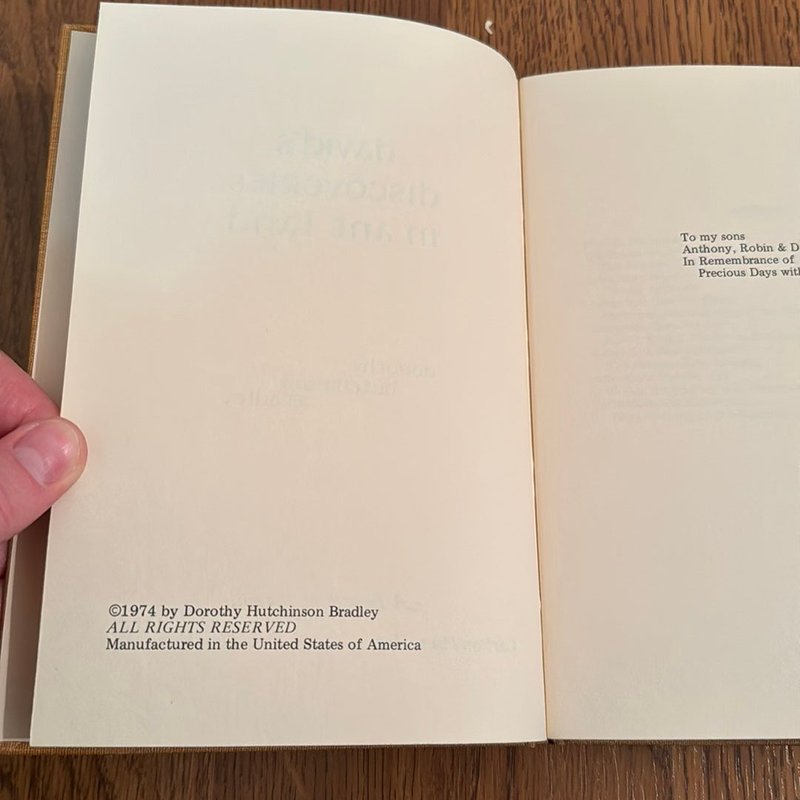 ©1974 by Dorothy Hutchinson Bradley
ALL RIGHTS RESERVED
Manufactured in the United States of America
To my sons
Anthony, Robin & D
In Remembrance of
Precious Days with